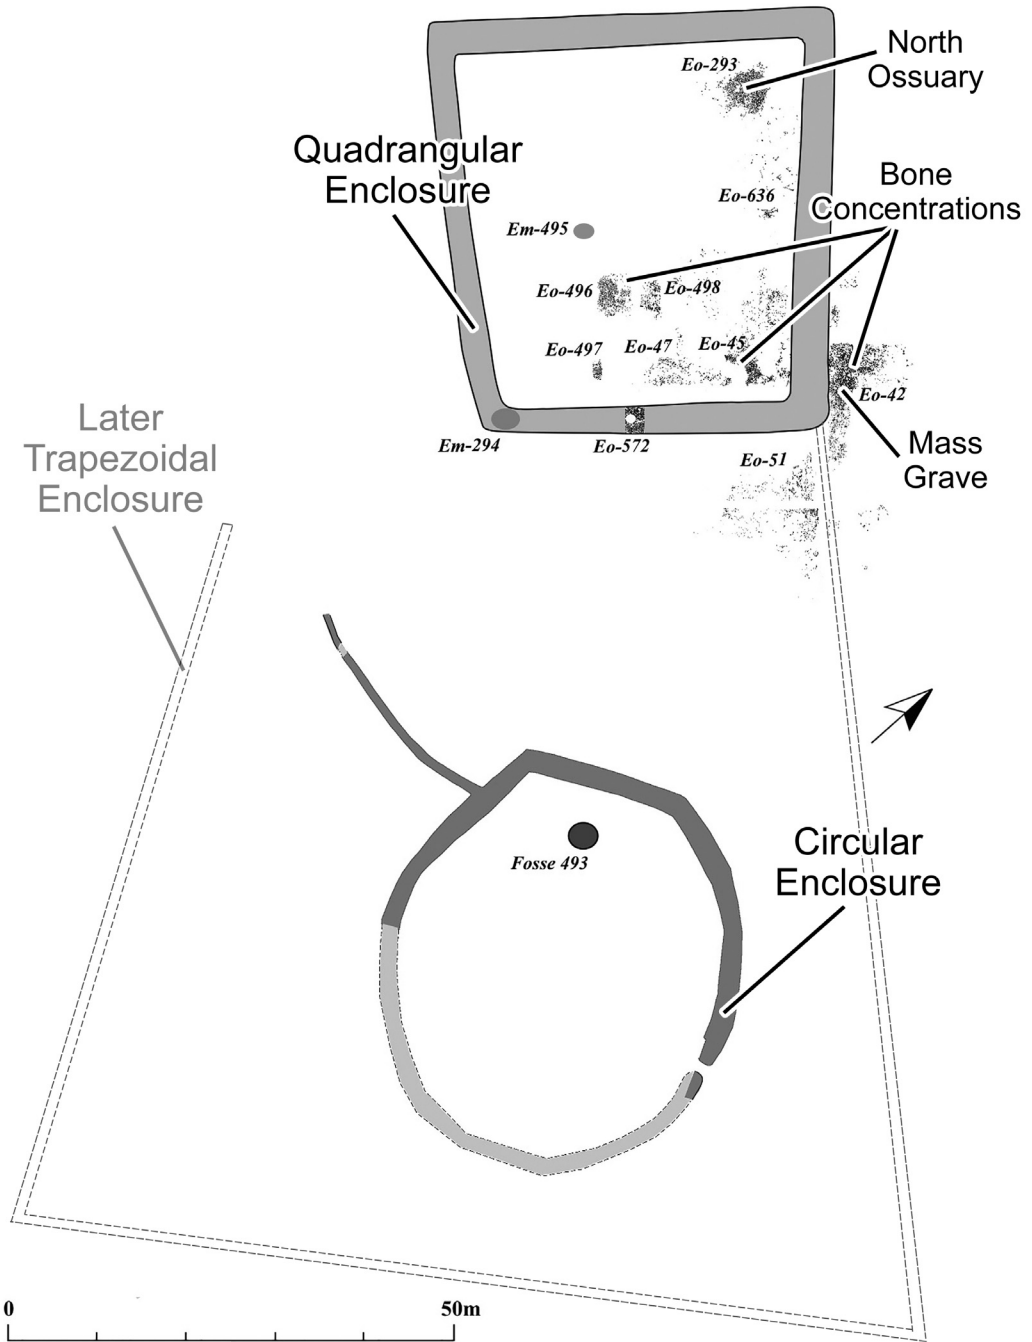 North
Ossuary
Eo-293
Quadrangular
Enclosure
Bone
Concentrations
Eo-636
Em-495
Eo-496
Eo-498
Eo-497
Eo-47
Eo-45
Eo-42
Em-294
Eo-572
Eo-51
Mass
Grave
Later
Trapezoidal
Enclosure
Circular
Enclosure
Fosse 493
0
50m